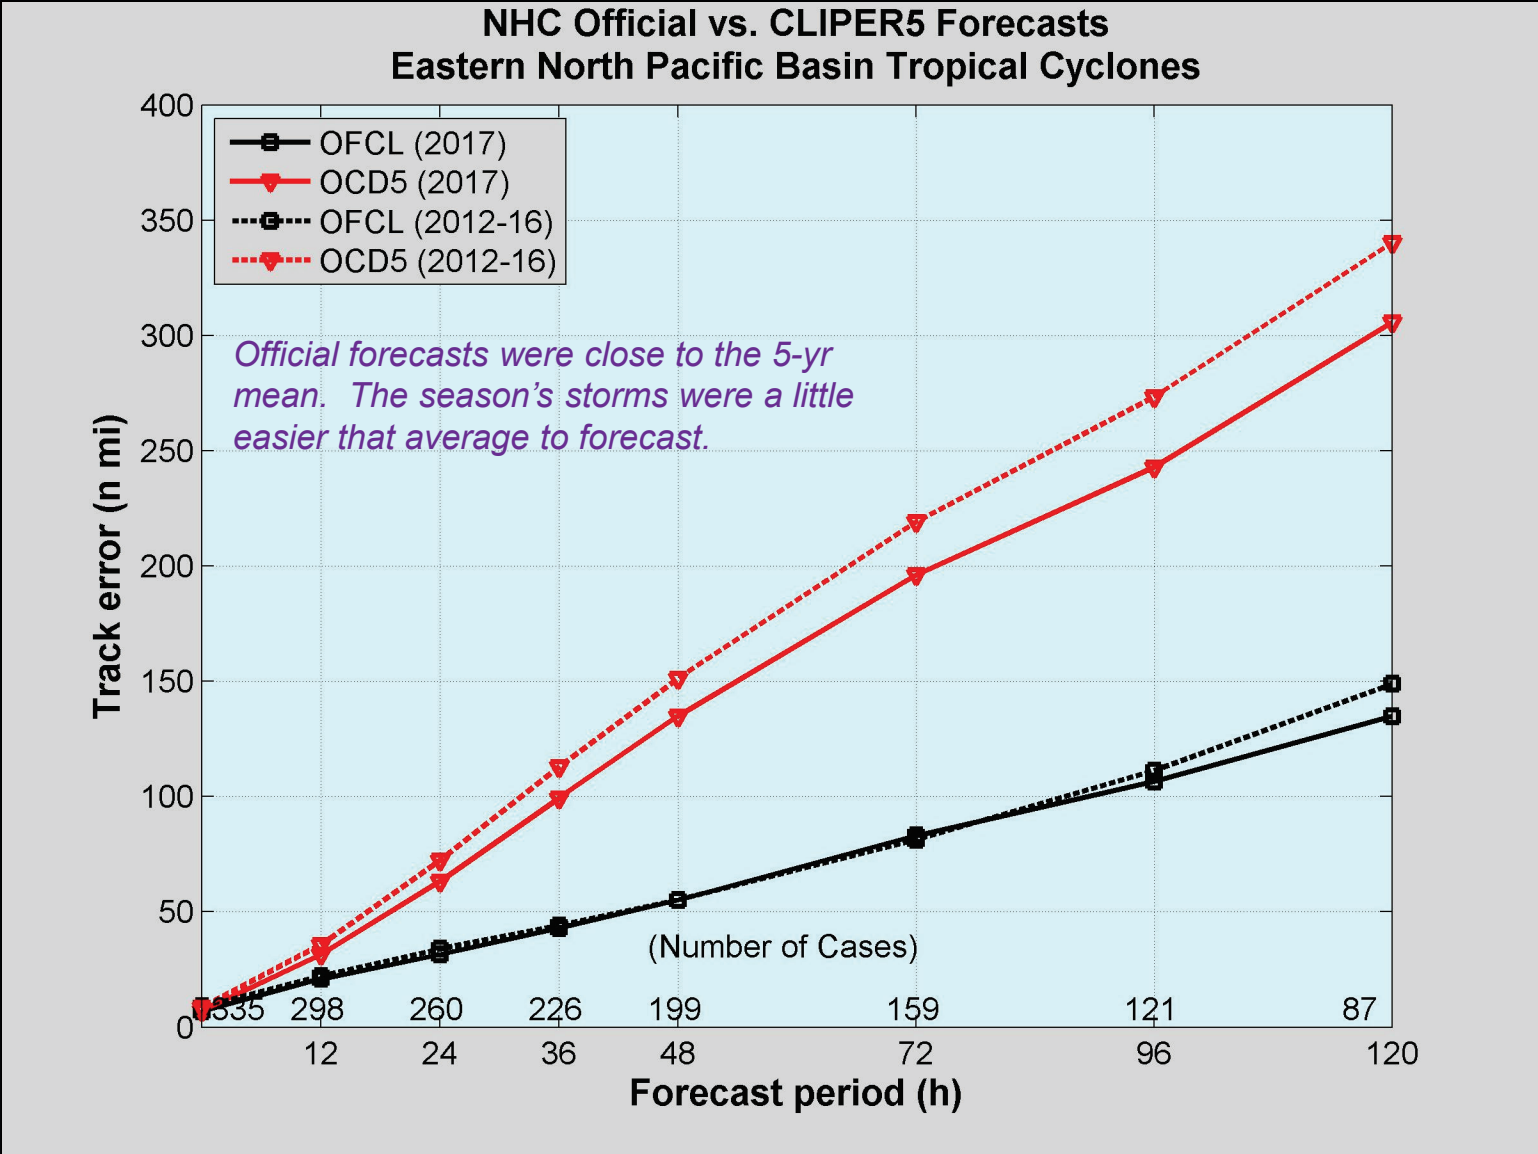 NHC Official vs. CLIPER5 Forecasts
Eastern North Pacific Basin Tropical Cyclones
400
350
300
250
200
150
100
50
0
Track error (n mi)
OFCL (2017)
OCD5 (2017)
OFCL (2012-16)
OCD5 (2012-16)
Official forecasts were close to the 5-yr
mean. The season’s storms were a little
easier that average to forecast.
(Number of Cases)
335 298 260 226 199 159 121 87
12 24 36 48 72 96 120
Forecast period (h)